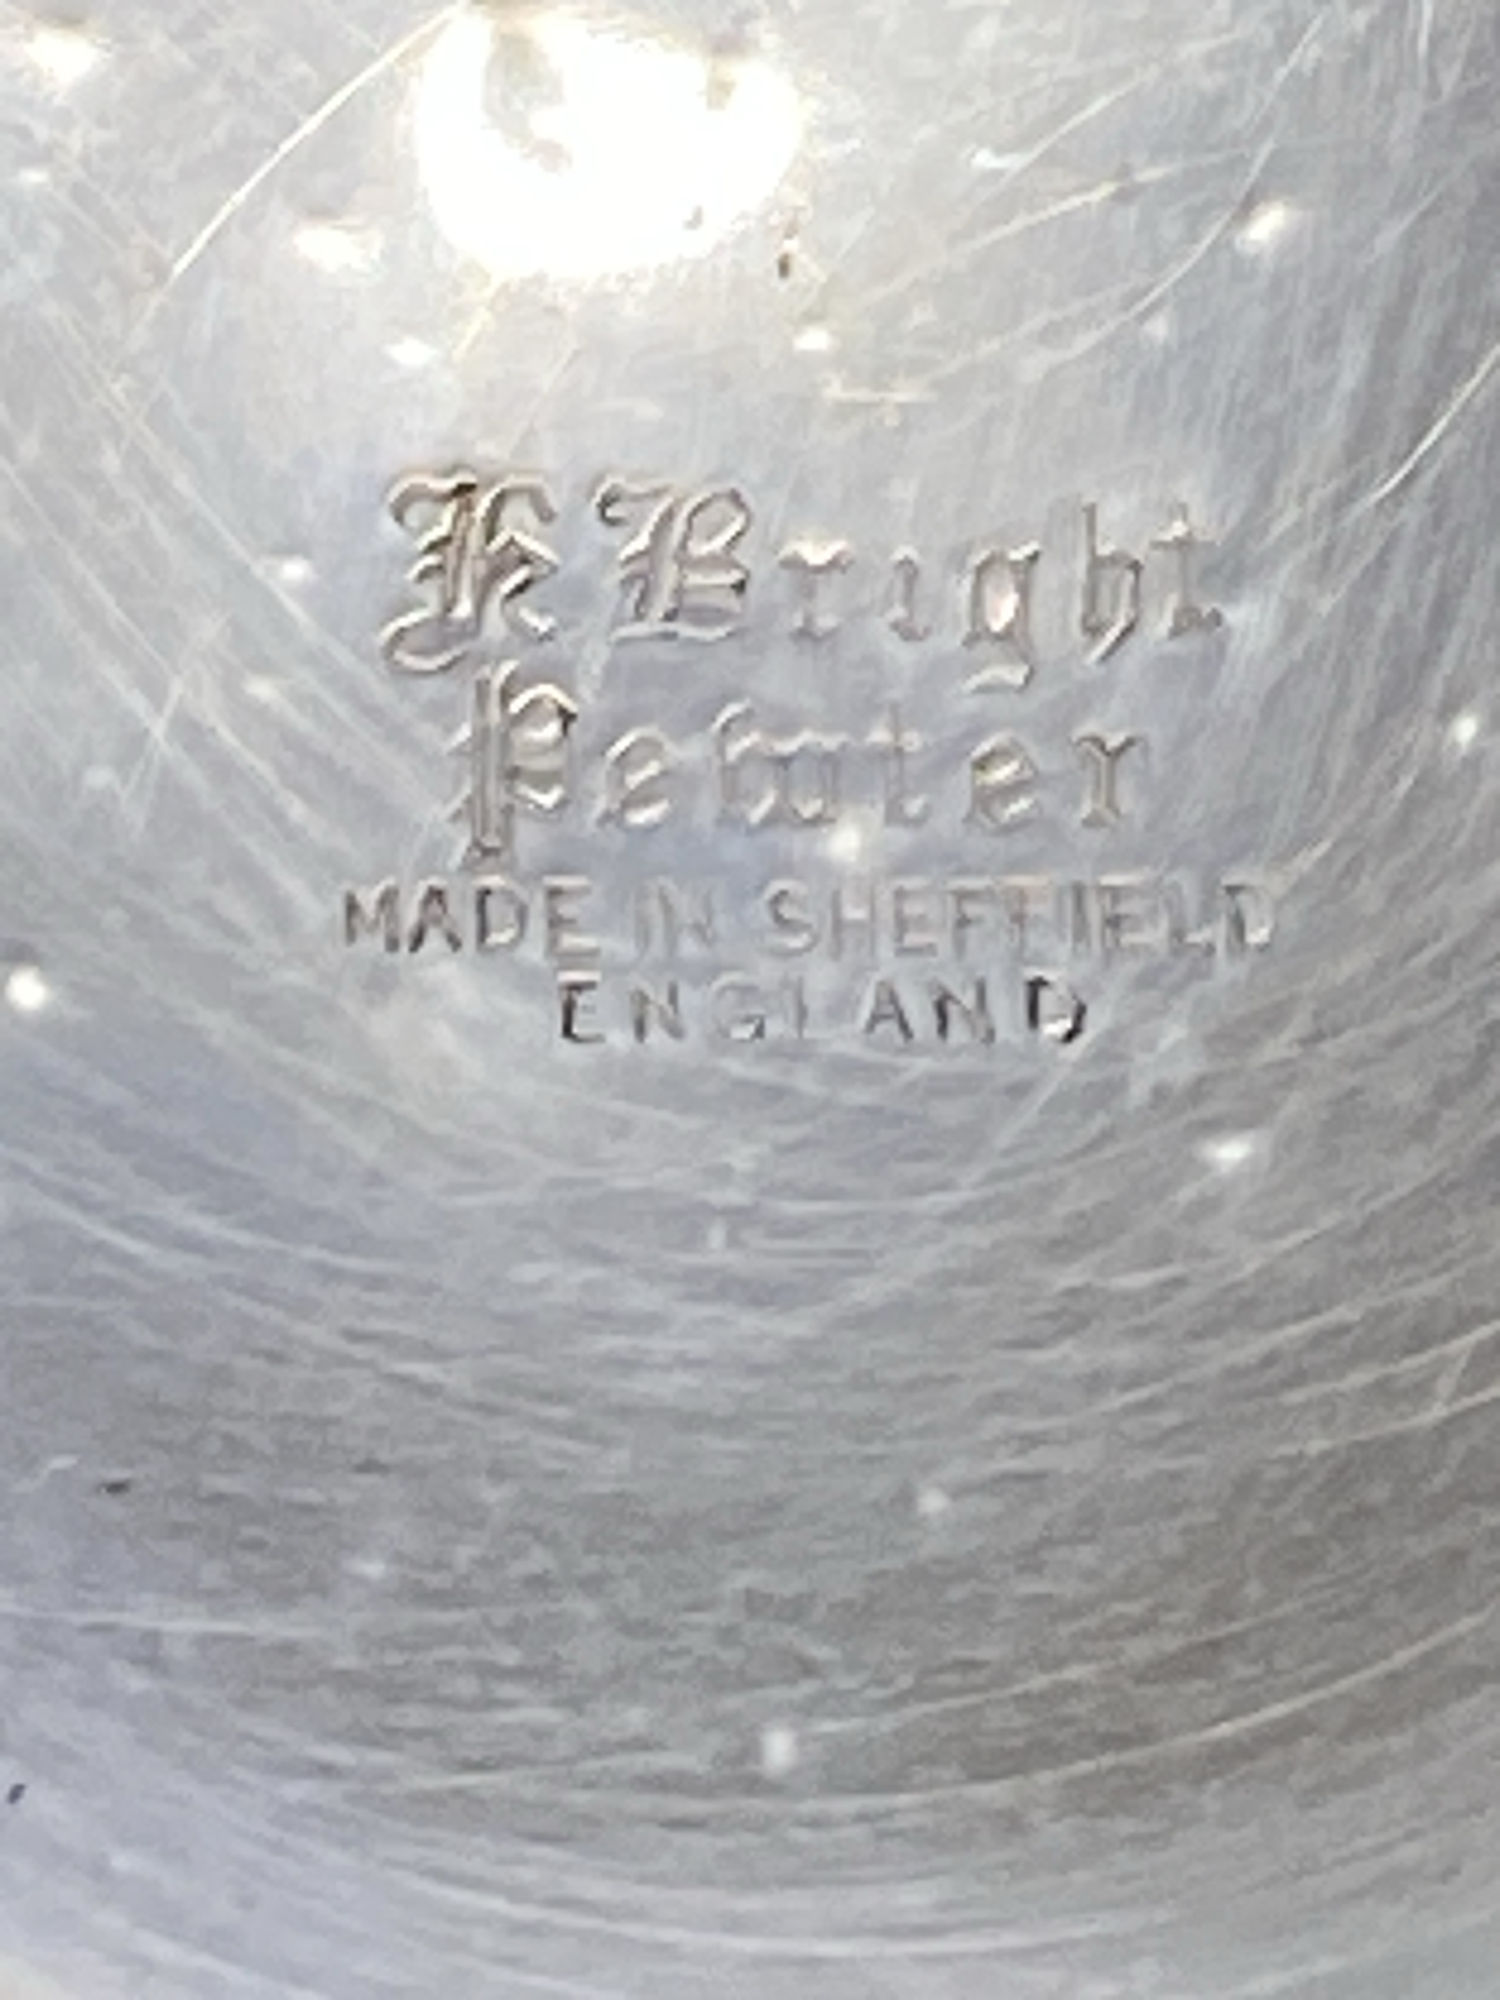 K Bright
Pewter
MADE IN SHEFFIELD
ENGLAND